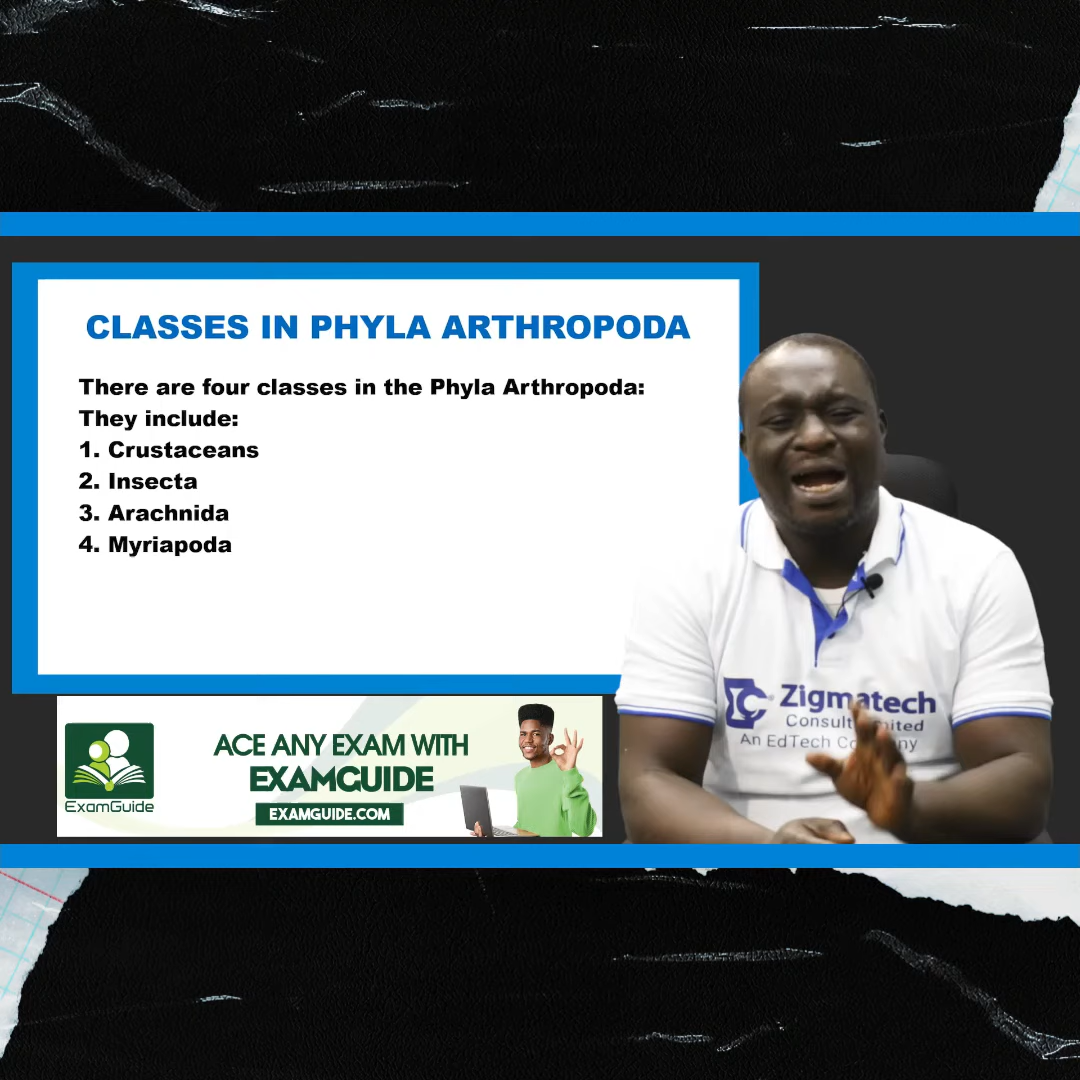 CLASSES IN PHYLA ARTHROPODA
There are four classes in the Phyla Arthropoda:
They include:
1. Crustaceans
2. Insecta
3. Arachnida
4. Myriapoda
Zigmatech
An EdTech
ACE ANY EXAM WITH
EXAMGUIDE
EXAMGUIDE.COM
ExamGuide